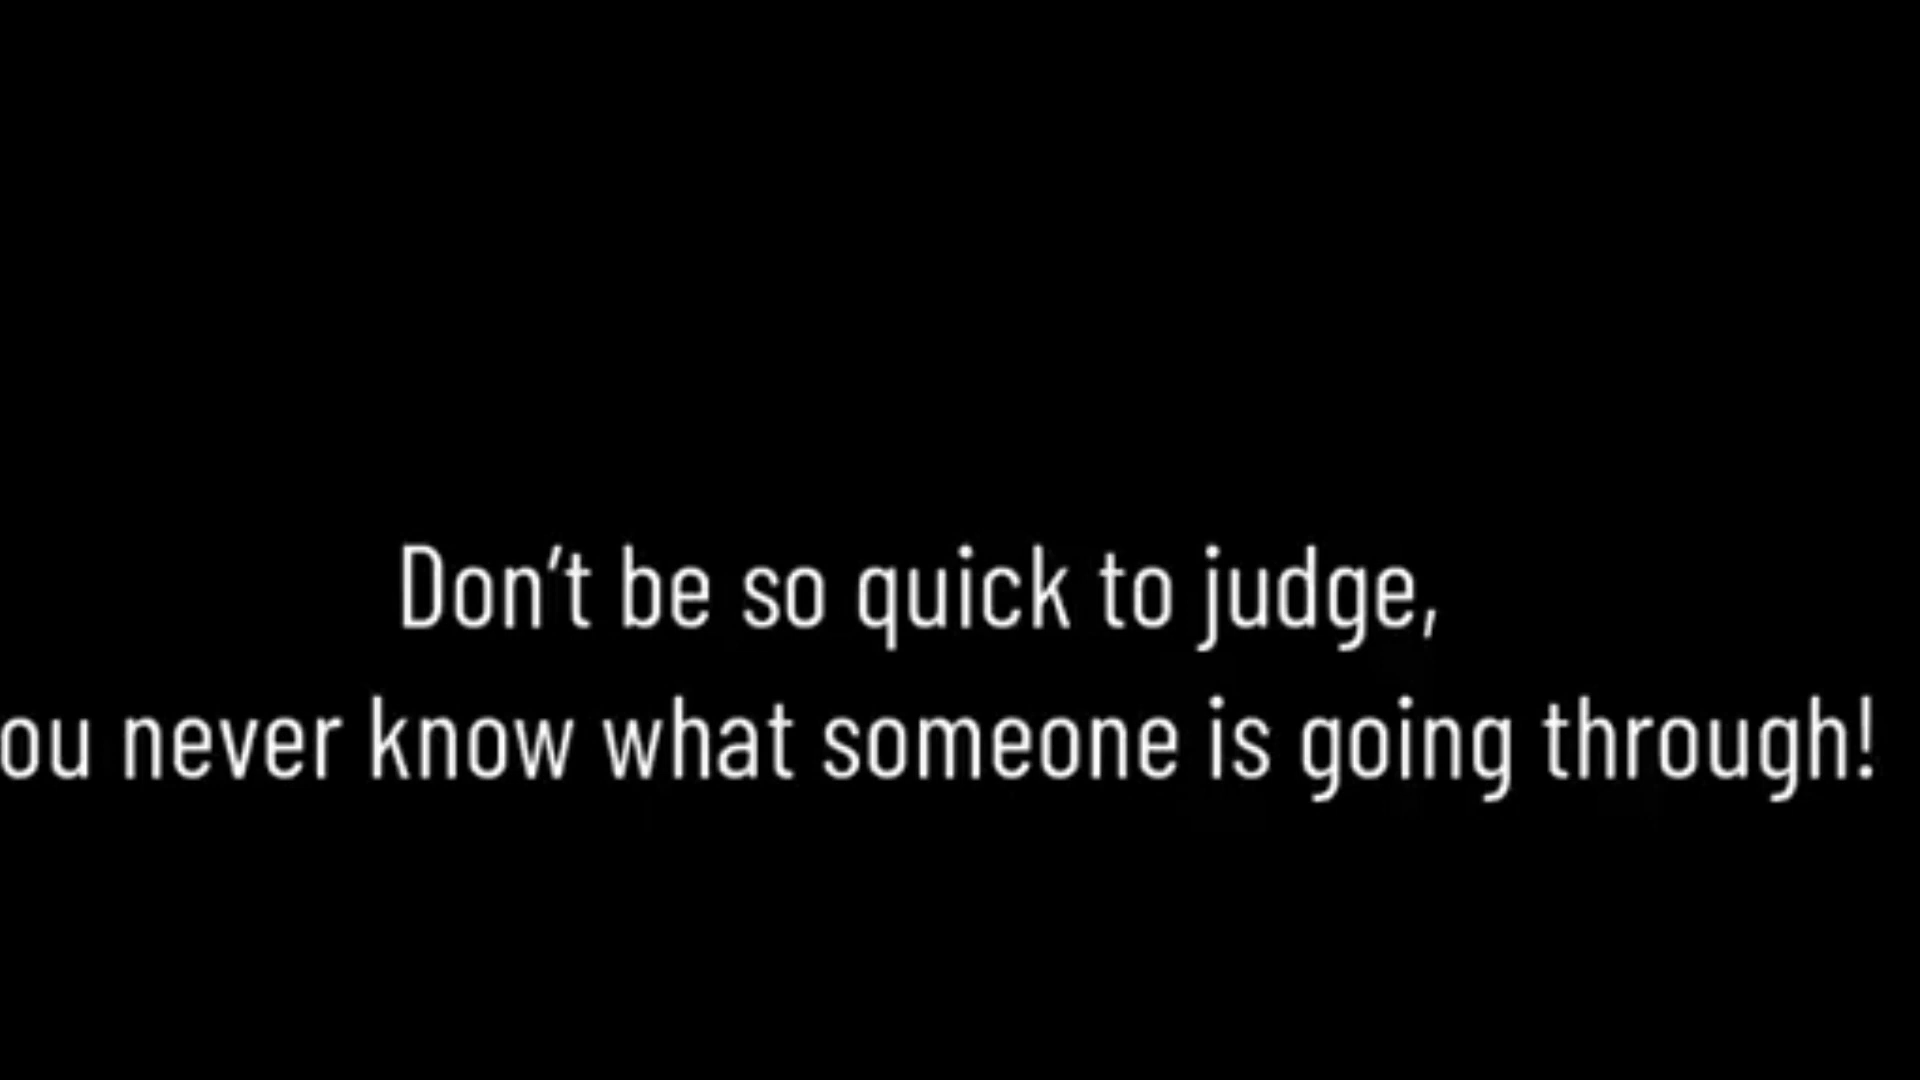 Don't be so quick to judge,
ou never know what someone is going through!